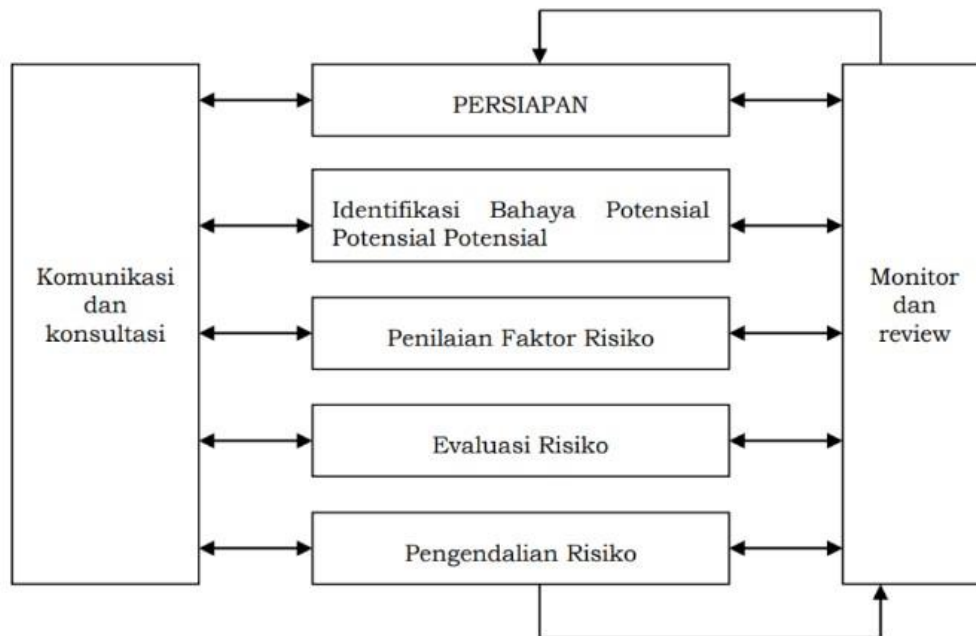 PERSIAPAN
Identifikasi Bahaya Potensial
Potensial Potensial
Komunikasi
dan
konsultasi
Penilaian Faktor Risiko
Monitor
dan
review
Evaluasi Risiko
Pengendalian Risiko